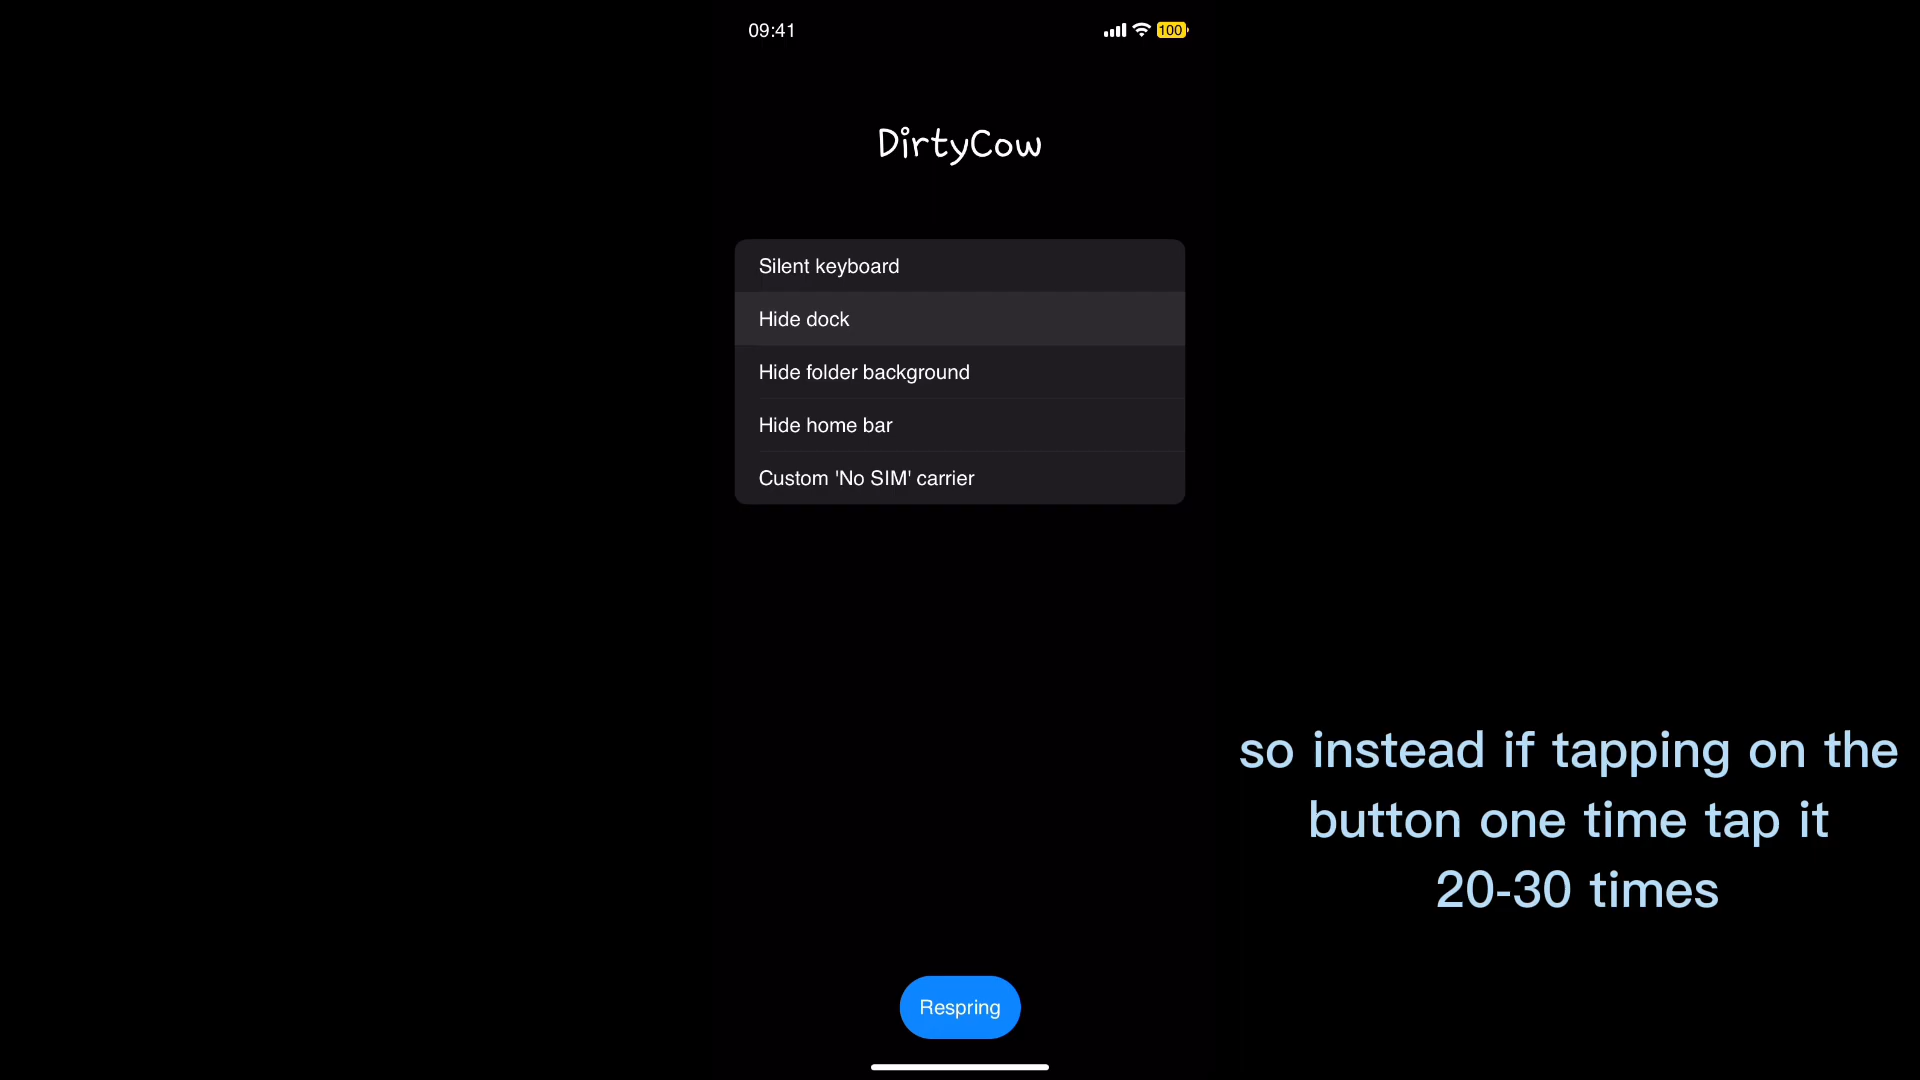 09:41
100
DirtyCow
Silent keyboard
Hide dock
Hide folder background
Hide home bar
Custom 'No SIM' carrier
so instead if tapping on the
button one time tap it
20-30 times
Respring